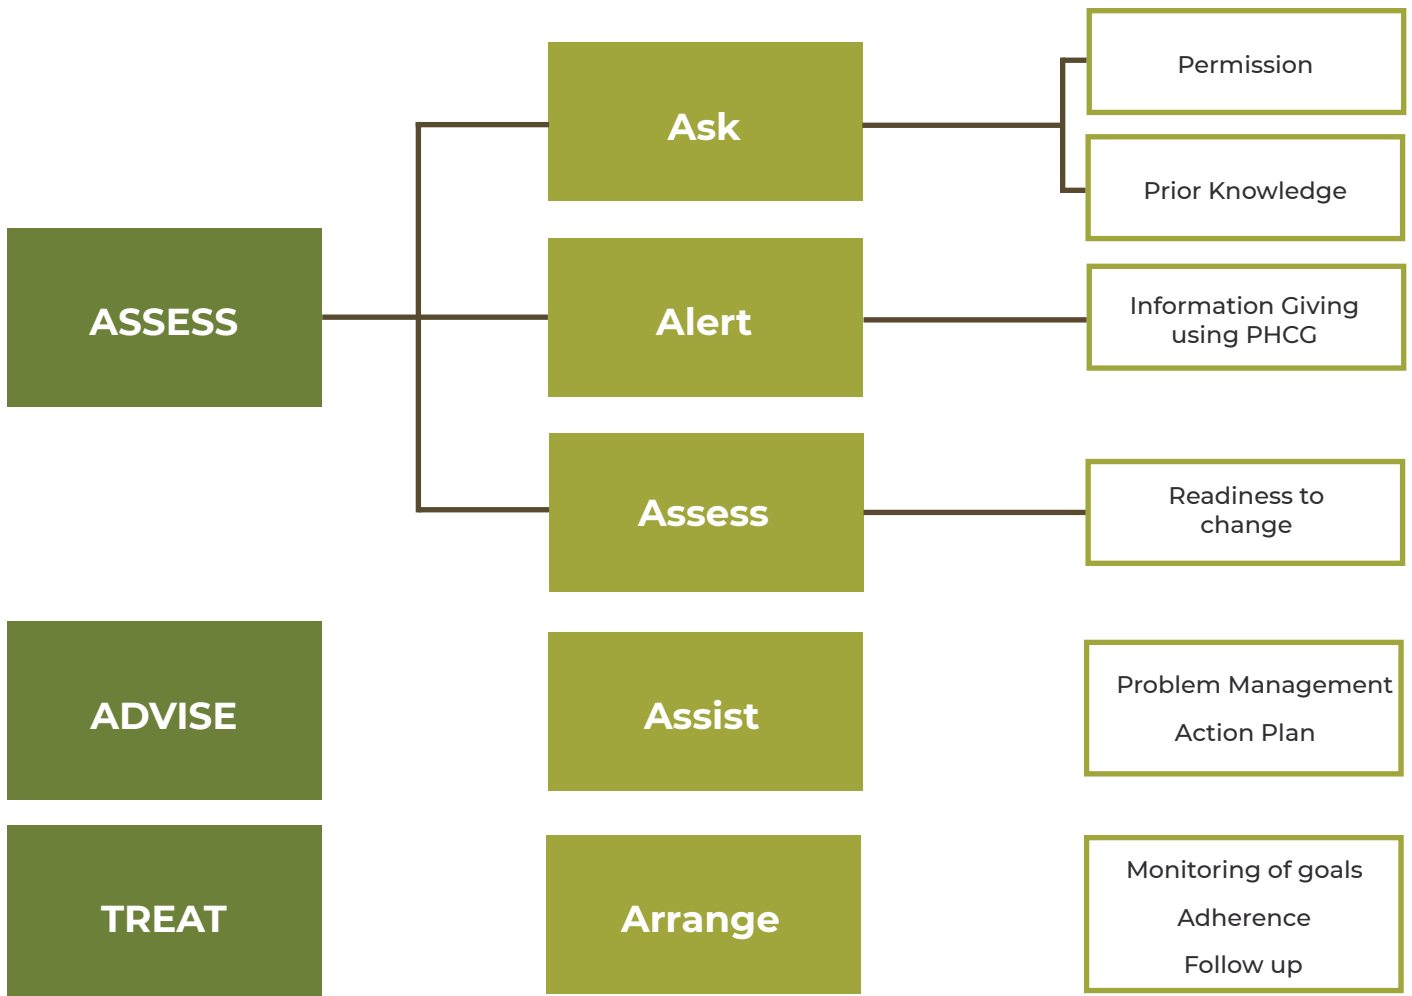 ASSESS
Ask
Permission
Prior Knowledge
Alert
Information Giving
using PHCG
Assess
Readiness to
change
ADVISE
Assist
Problem Management
Action Plan
TREAT
Arrange
Monitoring of goals
Adherence
Follow up